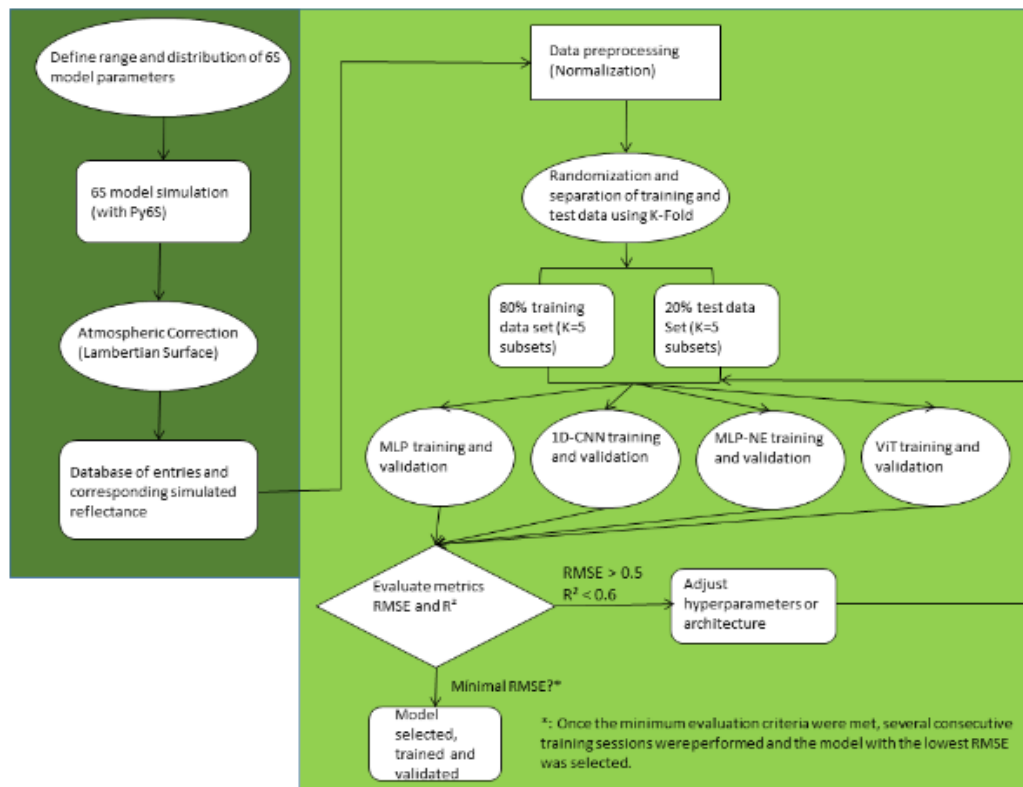 Define range and distribution of 6S
model parameters
6S model simulation
(with Py6S)
Atmospheric Correction
(Lambertian Surface)
Database of entries and
corresponding simulated
reflectance
Data preprocessing
(Normalization)
Randomization and
separation of training and
test data using K-Fold
80% training
data set (K=5
subsets)
20% test data
Set (K=5
subsets)
MLP training and
validation
1D-CNN training
and validation
MLP-NE training
and validation
ViT training and
validation
Evaluate metrics
RMSE and R²
RMSE > 0.5
R² < 0.6
Adjust
hyperparameters or
architecture
Minimal RMSE?*
Model
selected,
trained and
validated
*: Once the minimum evaluation criteria were met, several consecutive
training sessions were performed and the model with the lowest RMSE
was selected.